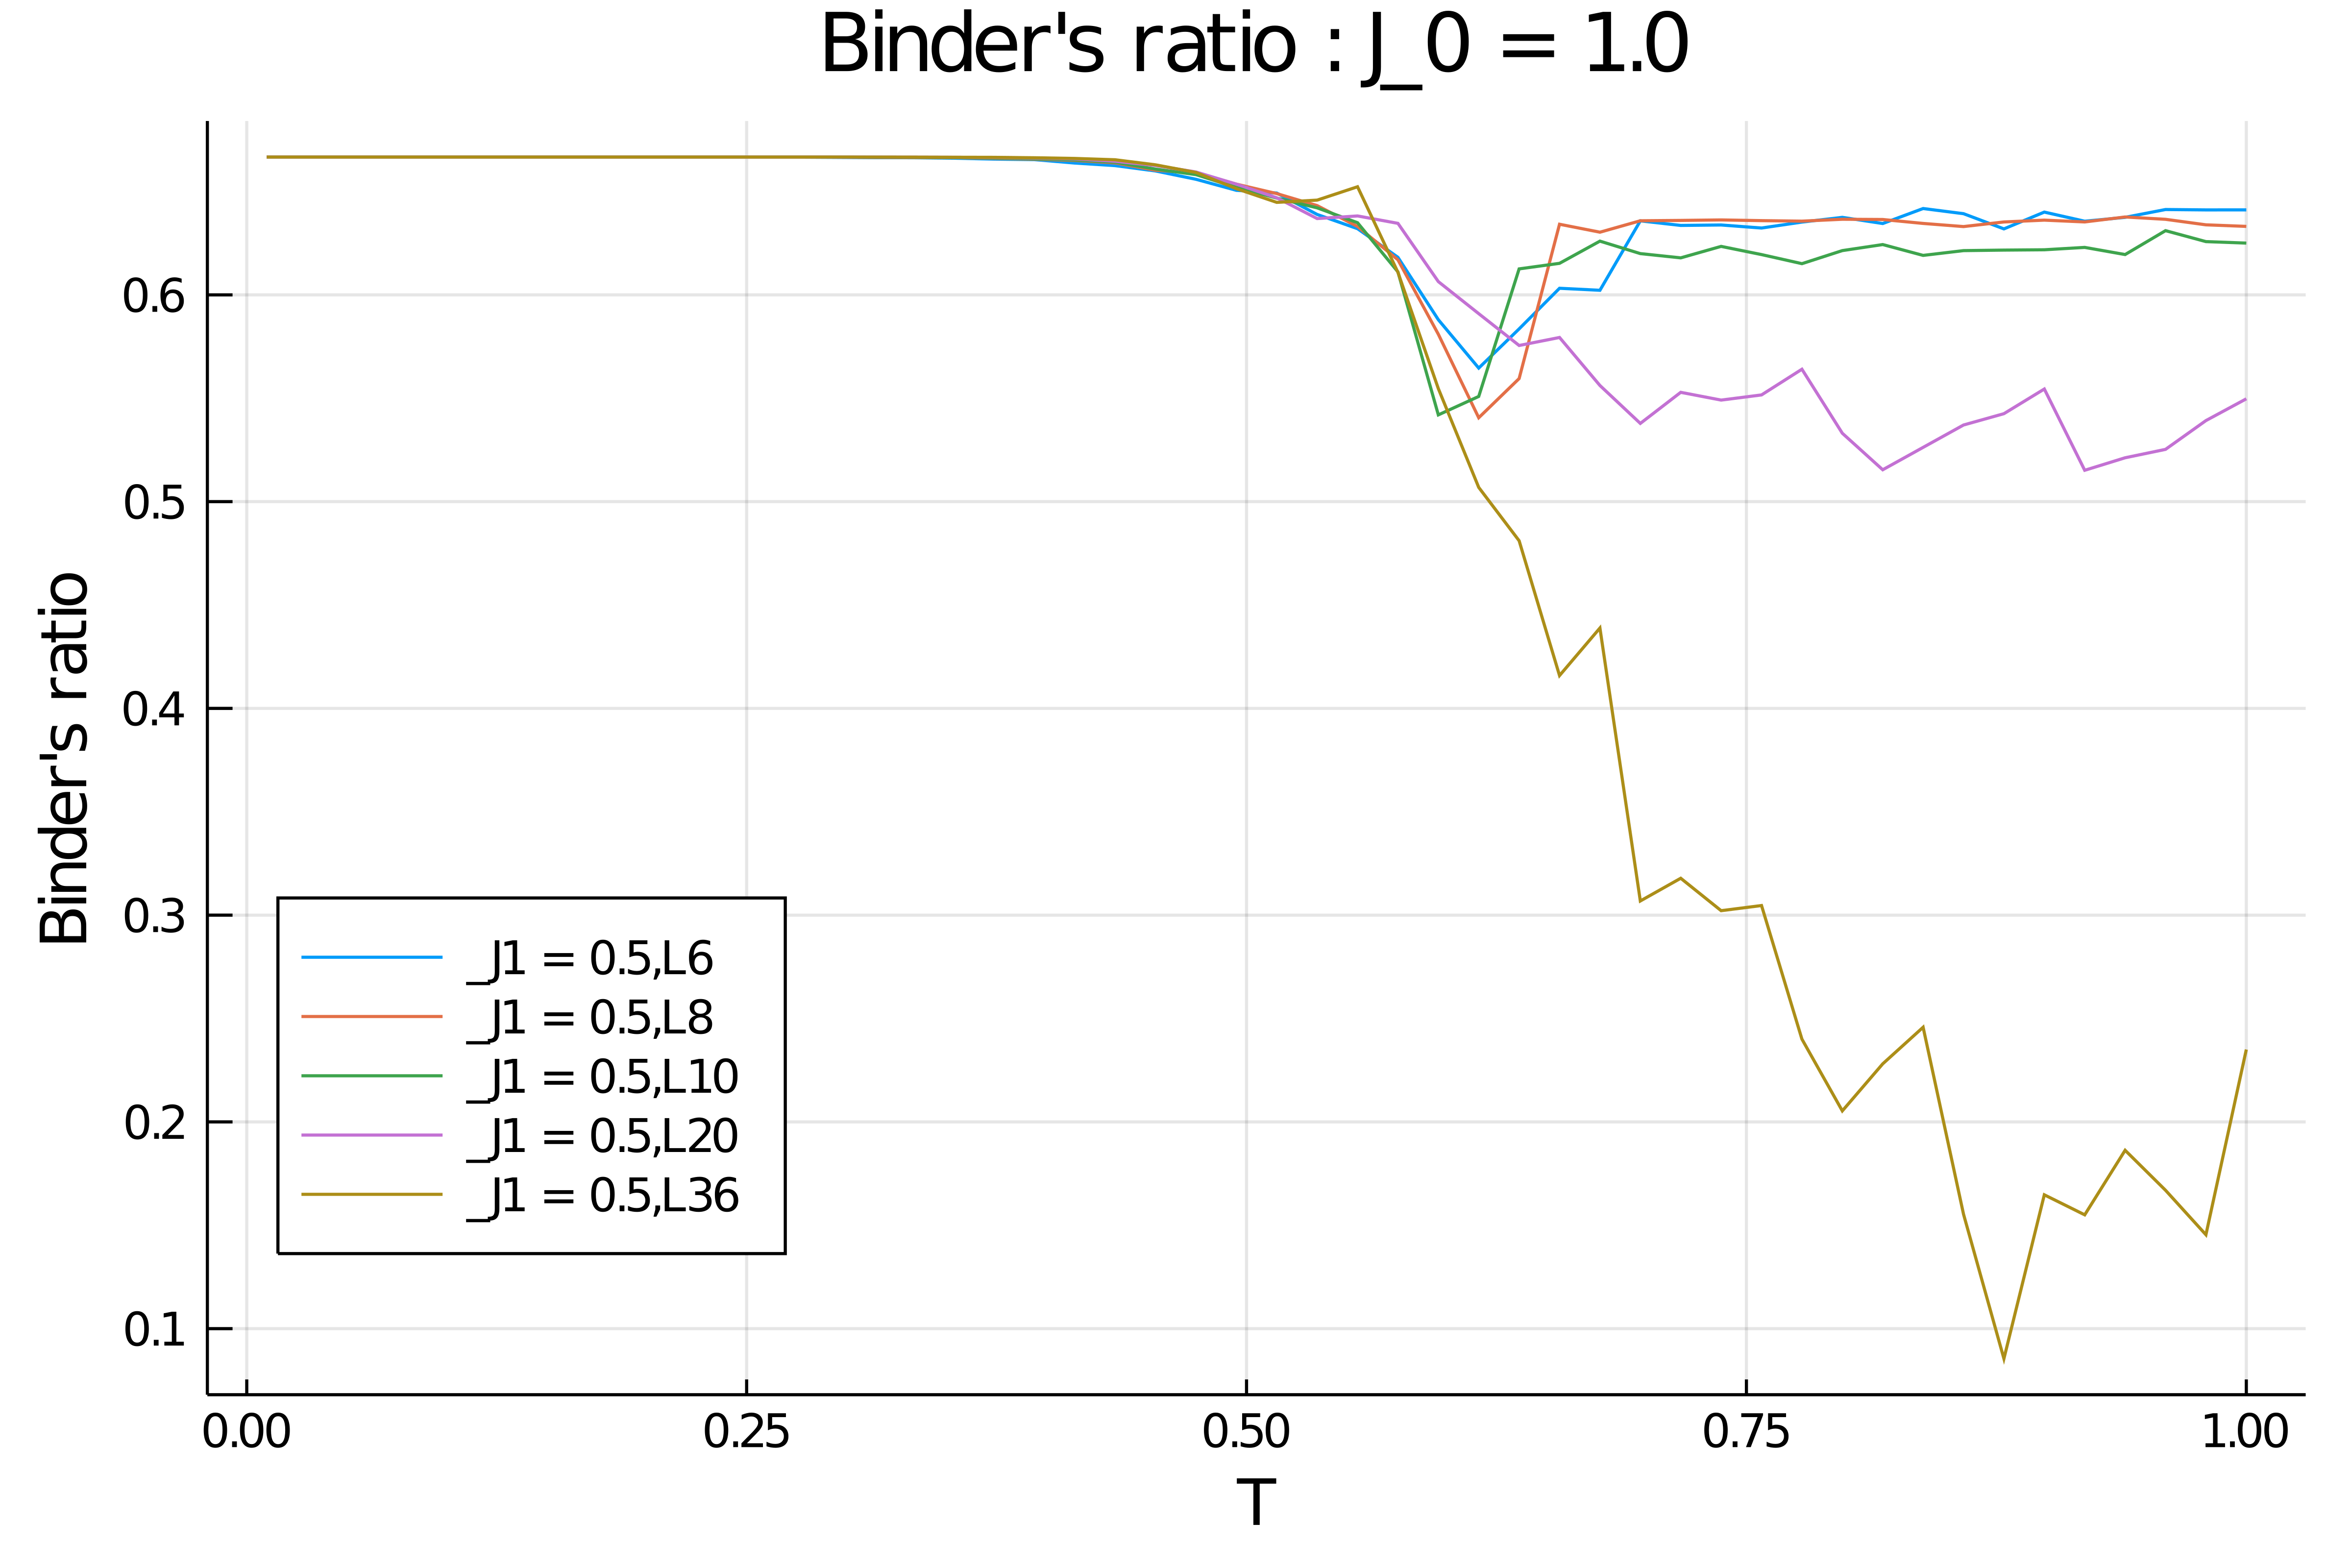 Binder's ratio : J_0 = 1.0
Binder's ratio
0.6
0.5
0.4
0.3
0.2
0.1
_J1 = 0.5,L6
_J1 = 0.5,L8
_J1 = 0.5,L10
_J1 = 0.5,L20
_J1 = 0.5,L36
0.00 0.25 0.50 0.75 1.00
T